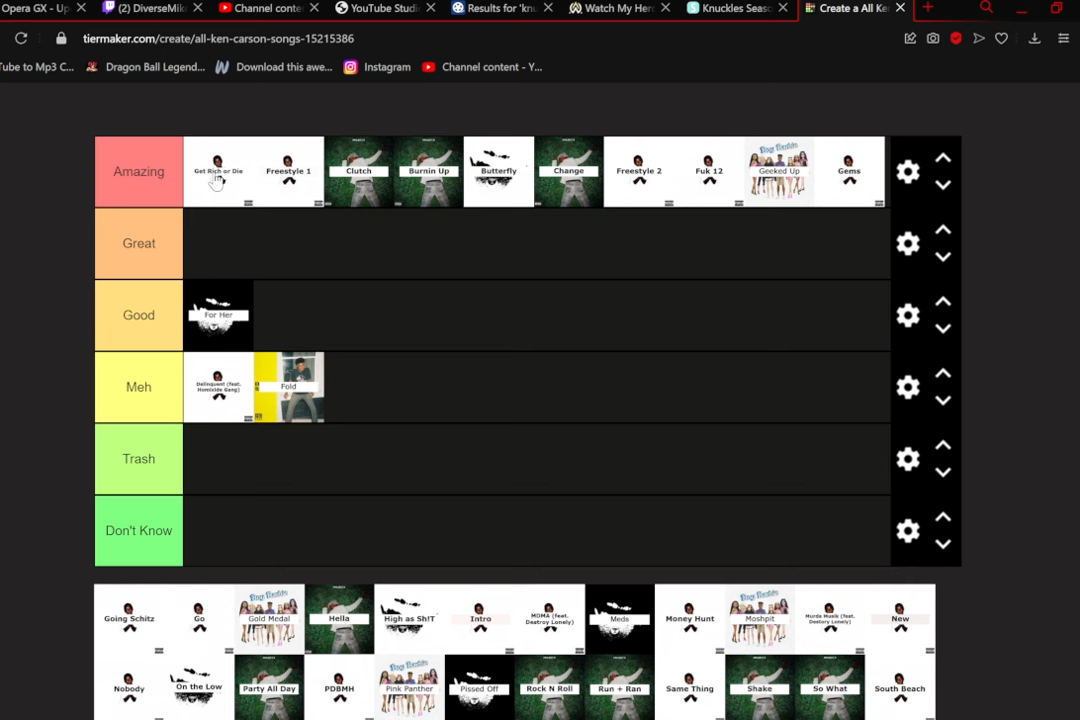 Opera GX - Up
(2) DiverseMik
Channel conte
YouTube Studi
Results for 'knu
Watch My Her
Knuckles Seaso
Create a All Ke
tiermaker.com/create/all-ken-carson-songs-15215386
Tube to Mp3 C...
Dragon Ball Legend...
Download this awe...
Instagram
Channel content - Y...
Amazing
Get Rich or Die
Freestyle 1
Clutch
Burnin Up
Butterfly
Change
Freestyle 2
Fuk 12
Geeked Up
Gems
Great
Good
For Her
Meh
Delinquent (feat.
Homixide Gang)
Fold
Trash
Don't Know
Going Schitz
Go
Gold Medal
Hella
High as Sh!T
Intro
MDMA (feat.
Destroy Lonely)
Meds
Money Hunt
Moshpit
Murda Musik (feat.
Destory Lonely)
New
Nobody
On the Low
Party All Day
PDBMH
Pink Panther
Pissed Off
Rock N Roll
Run + Ran
Same Thing
Shake
So What
South Beach